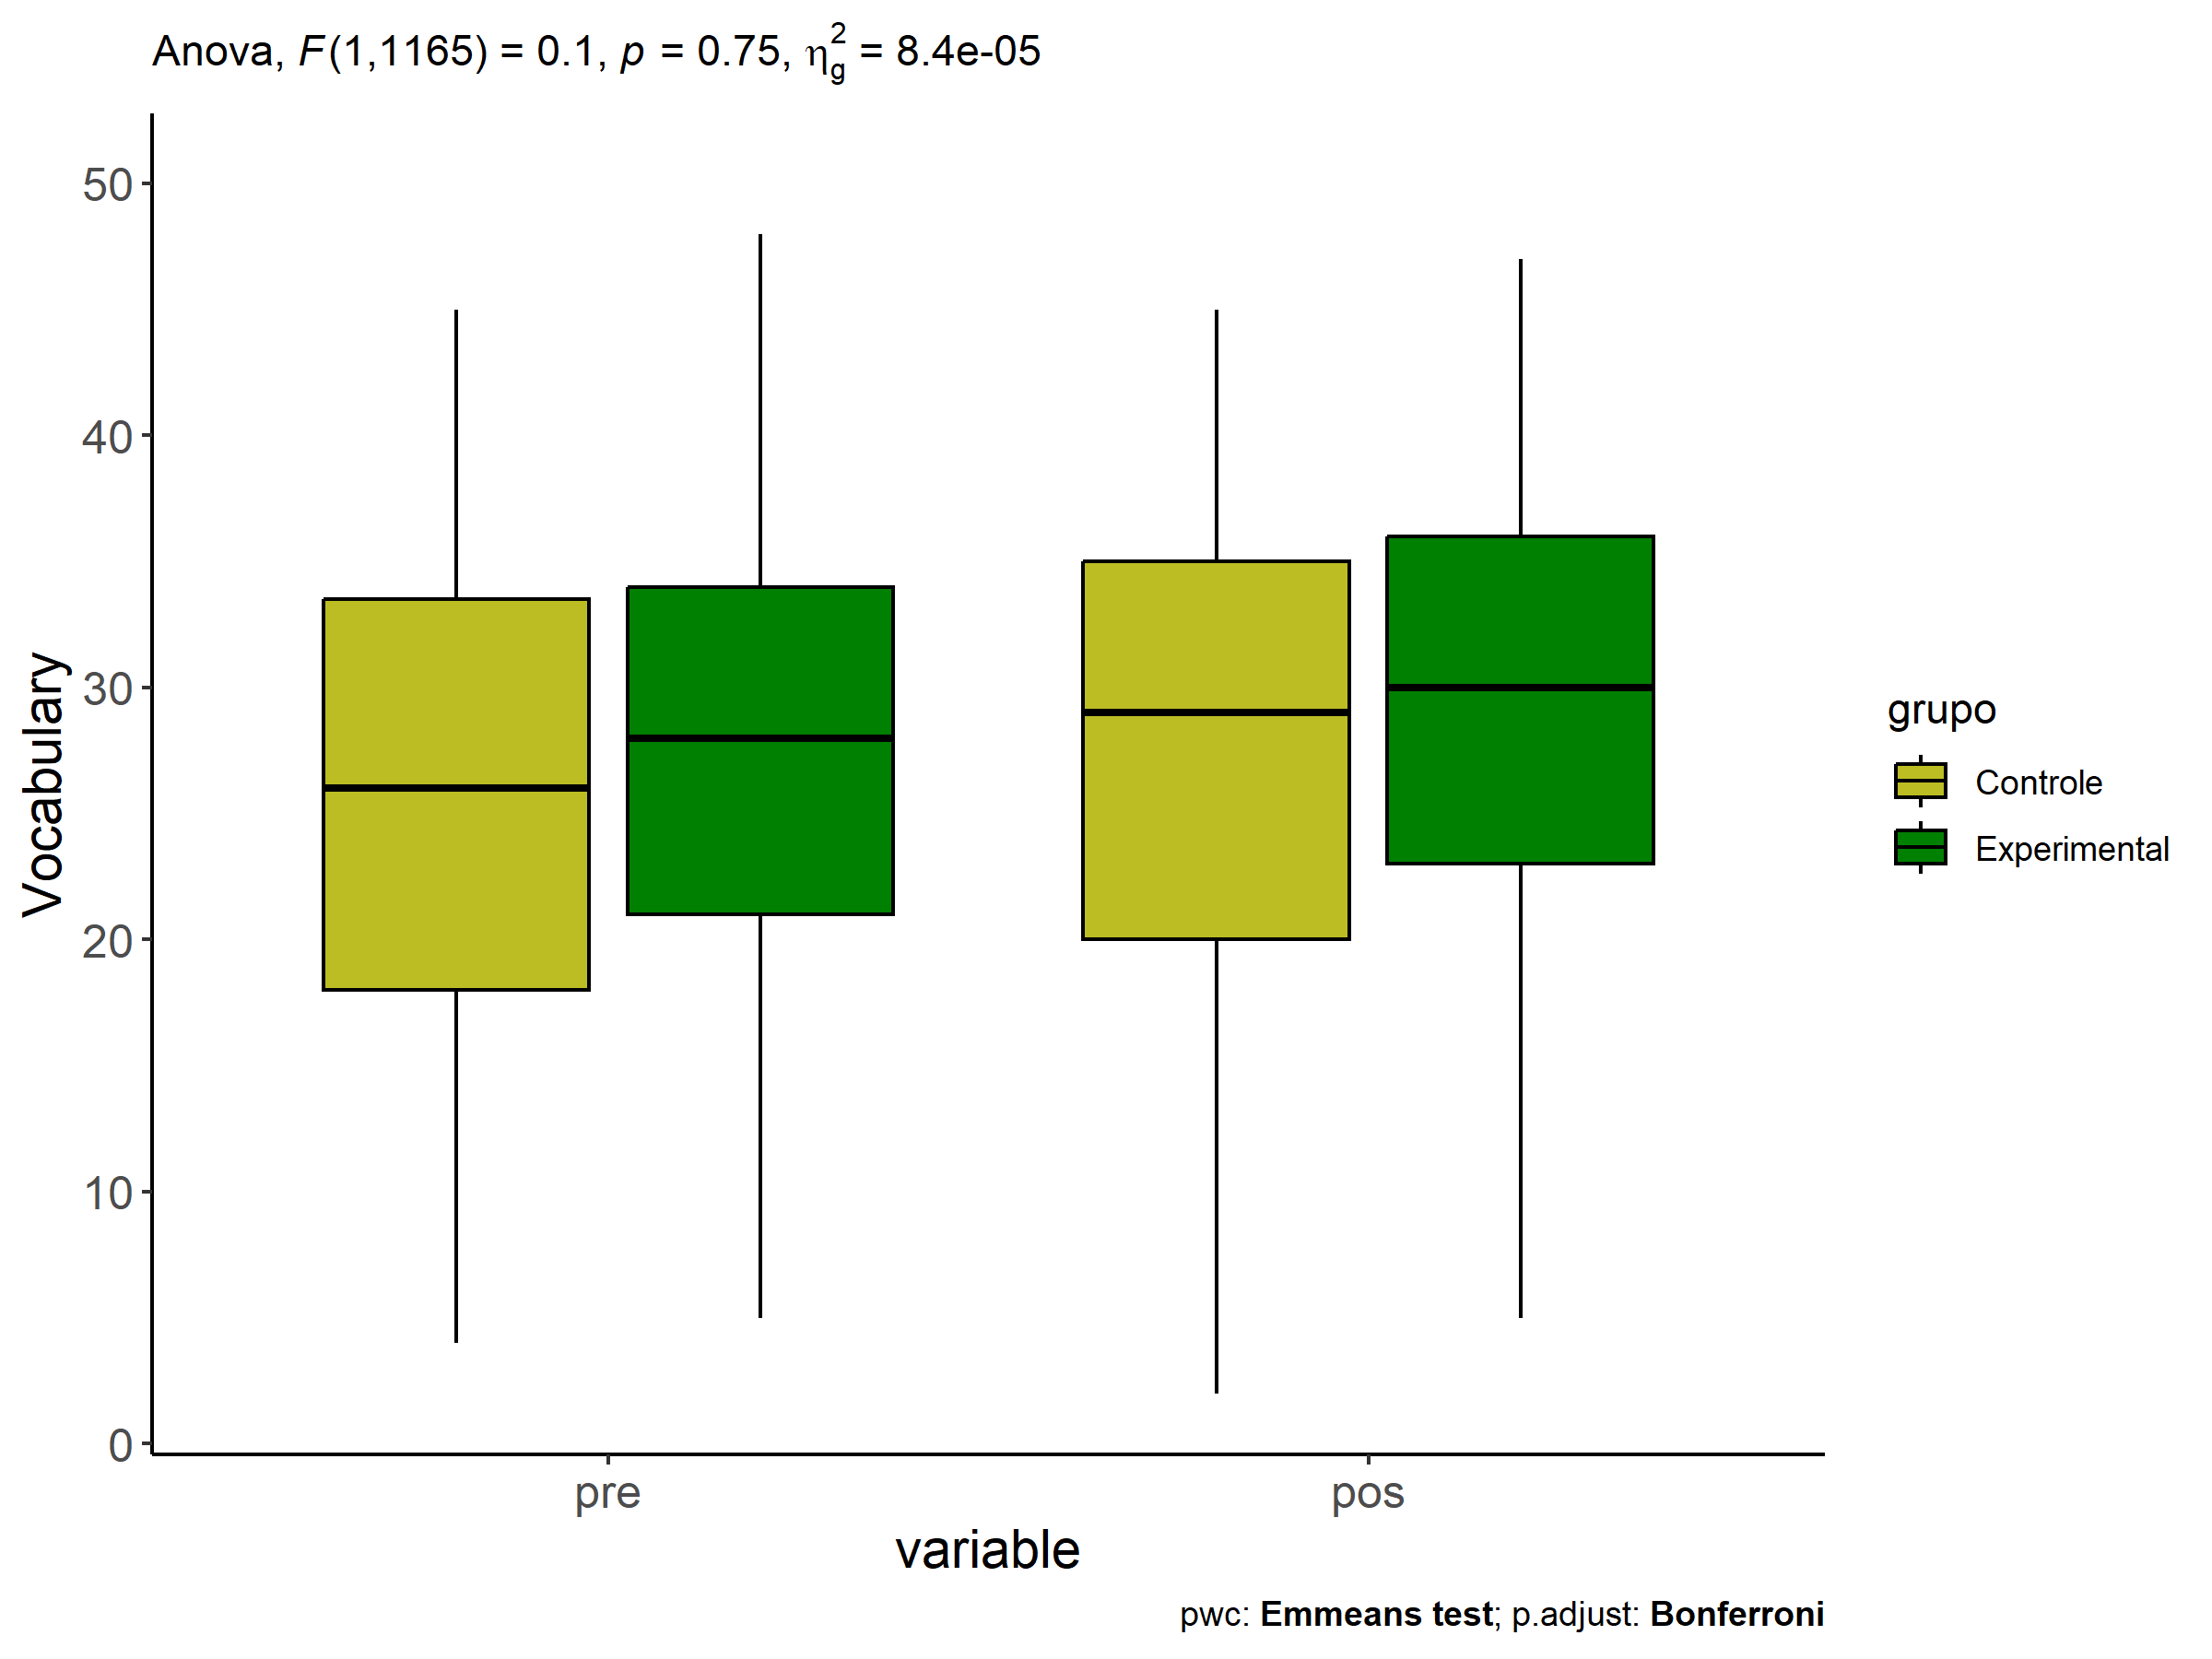 Anova, F(1,1165) = 0.1, p = 0.75, η²g = 8.4e-05
Vocabulary
50
40
30
20
10
0
pre
pos
variable
grupo
Controle
Experimental
pwc: Emmeans test; p.adjust: Bonferroni